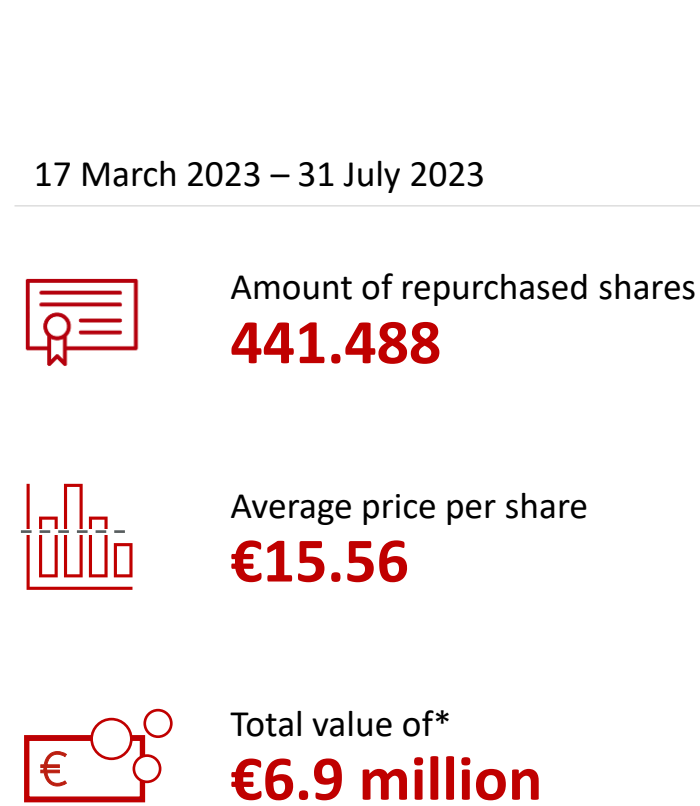 17 March 2023 – 31 July 2023
Amount of repurchased shares
441.488
Average price per share
€15.56
Total value of*
€
€6.9 million